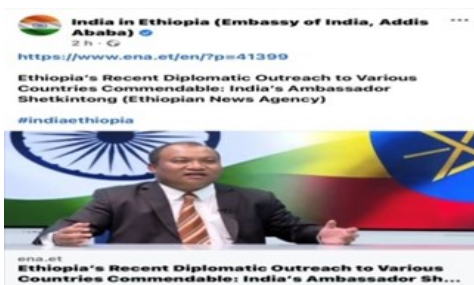 India in Ethiopia (Embassy of India, Addis
Ababa)
2 h
https://www.ena.et/en/?p=41399
Ethiopia's Recent Diplomatic Outreach to Various
Countries Commendable: India's Ambassador
Shetkintong (Ethiopian News Agency)
#indiaethiopia
ena.et
Ethiopia's Recent Diplomatic Outreach to Various
Countries Commendable: India's Ambassador Sh...